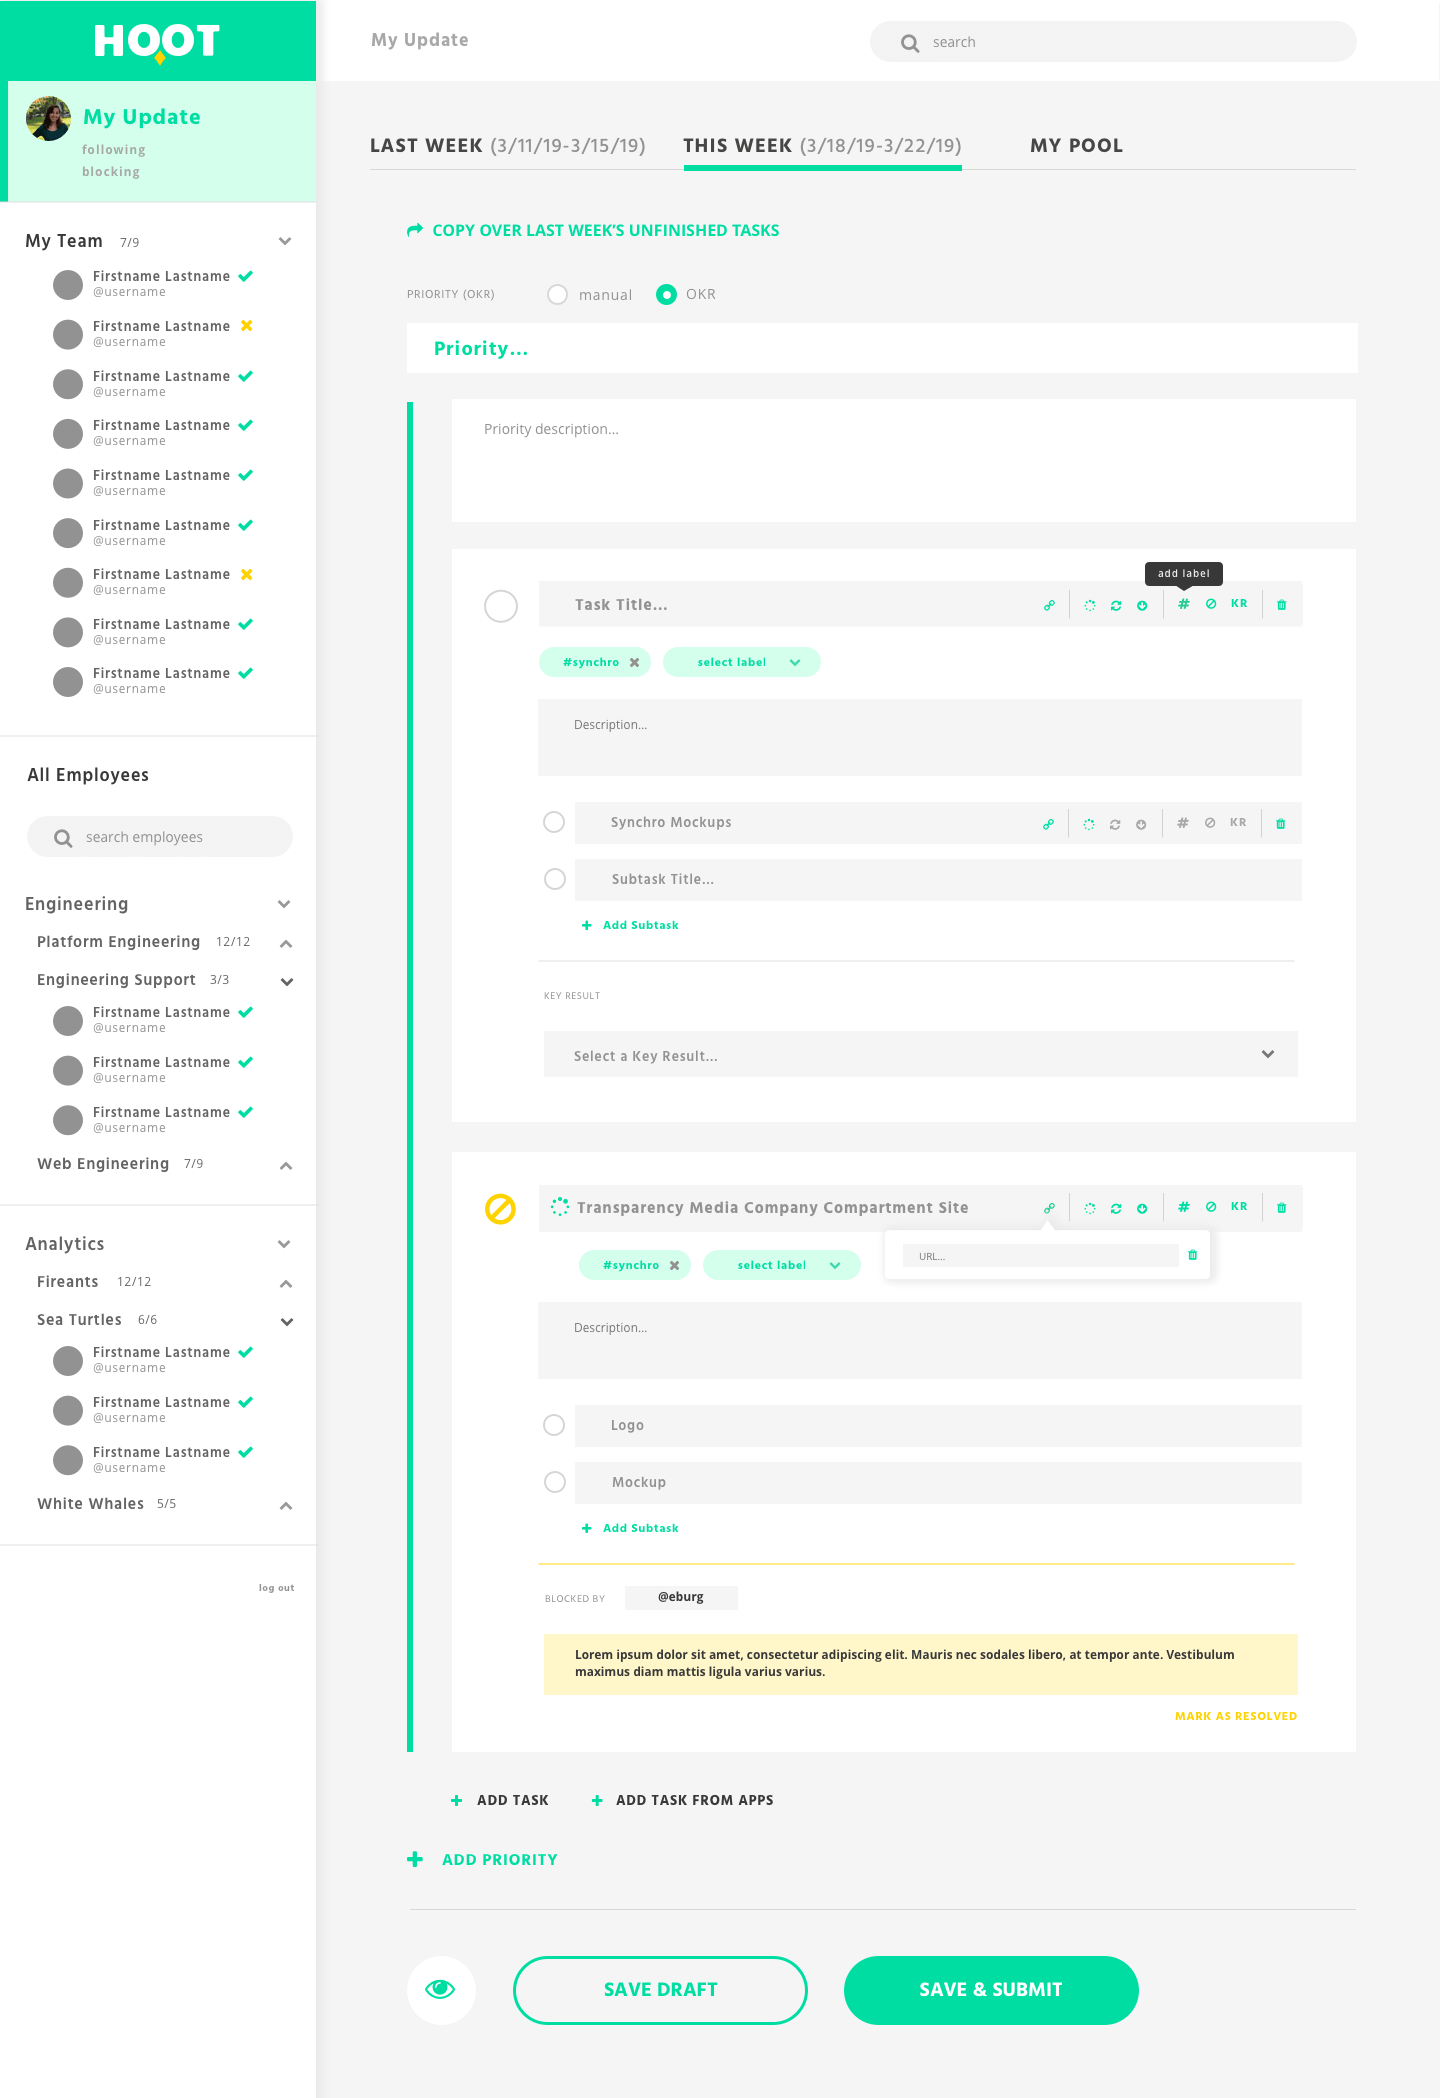 HOOT
My Update
following
blocking
My Team 7/9
Firstname Lastname
@username
Firstname Lastname
@username
Firstname Lastname
@username
Firstname Lastname
@username
Firstname Lastname
@username
Firstname Lastname
@username
Firstname Lastname
@username
Firstname Lastname
@username
Firstname Lastname
@username
All Employees
search employees
Engineering
Platform Engineering 12/12
Engineering Support 3/3
Firstname Lastname
@username
Firstname Lastname
@username
Firstname Lastname
@username
Web Engineering 7/9
Analytics
Fireants 12/12
Sea Turtles 6/6
Firstname Lastname
@username
Firstname Lastname
@username
Firstname Lastname
@username
White Whales 5/5
log out
My Update
search
LAST WEEK (3/11/19-3/15/19) THIS WEEK (3/18/19-3/22/19) MY POOL
COPY OVER LAST WEEK'S UNFINISHED TASKS
PRIORITY (OKR) manual OKR
Priority...
Priority description...
add label
Task Title... # KR
#synchro select label
Description...
Synchro Mockups # KR
Subtask Title...
+ Add Subtask
KEY RESULT
Select a Key Result...
Transparency Media Company Compartment Site # KR
#synchro select label
URL...
Description...
Logo
Mockup
+ Add Subtask
BLOCKED BY @eburg
Lorem ipsum dolor sit amet, consectetur adipiscing elit. Mauris nec sodales libero, at tempor ante. Vestibulum
maximus diam mattis ligula varius varius.
MARK AS RESOLVED
+ ADD TASK + ADD TASK FROM APPS
+ ADD PRIORITY
SAVE DRAFT SAVE & SUBMIT